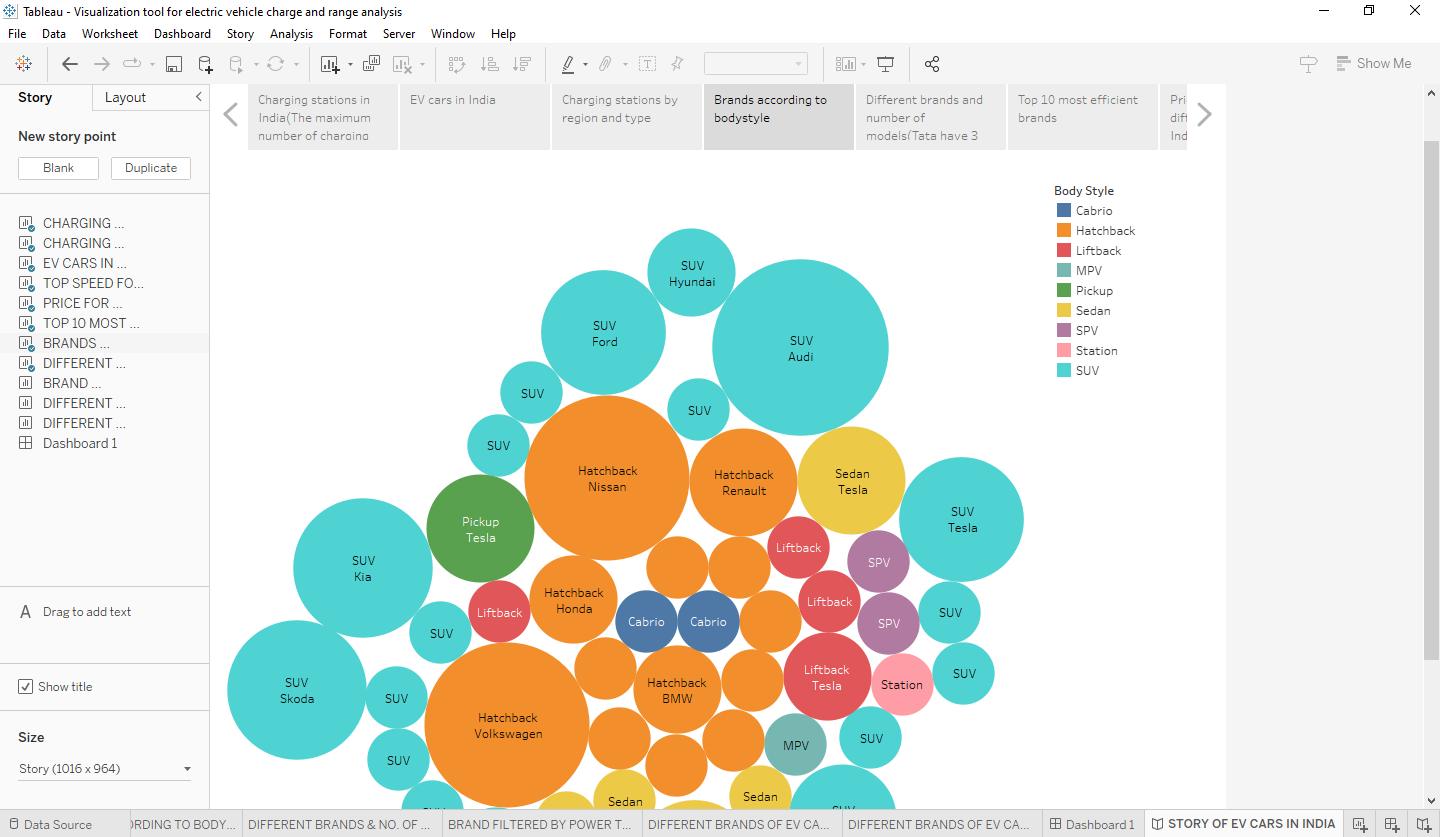 Tableau - Visualization tool for electric vehicle charge and range analysis
File Data Worksheet Dashboard Story Analysis Format Server Window Help
Show Me
Story Layout
New story point
Blank Duplicate
CHARGING ...
CHARGING ...
EV CARS IN ...
TOP SPEED FO...
PRICE FOR ...
TOP 10 MOST ...
BRANDS ...
DIFFERENT ...
BRAND ...
DIFFERENT ...
DIFFERENT ...
Dashboard 1
A Drag to add text
Show title
Size
Story (1016 x 964)
Charging stations in
India(The maximum
number of charging
EV cars in India
Charging stations by
region and type
Brands according to
bodystyle
Different brands and
number of
models(Tata have 3
Top 10 most efficient
brands
Pri
diff
Ind
Body Style
Cabrio
Hatchback
Liftback
MPV
Pickup
Sedan
SPV
Station
SUV
SUV
Hyundai
SUV
Ford
SUV
Audi
SUV
SUV
SUV
Hatchback
Nissan
Hatchback
Renault
Sedan
Tesla
SUV
Tesla
Pickup
Tesla
SUV
Kia
Liftback
SPV
Hatchback
Honda
Liftback
Liftback
SUV
Cabrio
Cabrio
SPV
SUV
SUV
Skoda
SUV
Hatchback
BMW
Liftback
Tesla
Station
SUV
Hatchback
Volkswagen
SUV
MPV
SUV
Sedan
Sedan
SUV
SUV
Data Source
RDING TO BODY...
DIFFERENT BRANDS & NO. OF ...
BRAND FILTERED BY POWER T...
DIFFERENT BRANDS OF EV CA...
DIFFERENT BRANDS OF EV CA...
Dashboard 1
STORY OF EV CARS IN INDIA